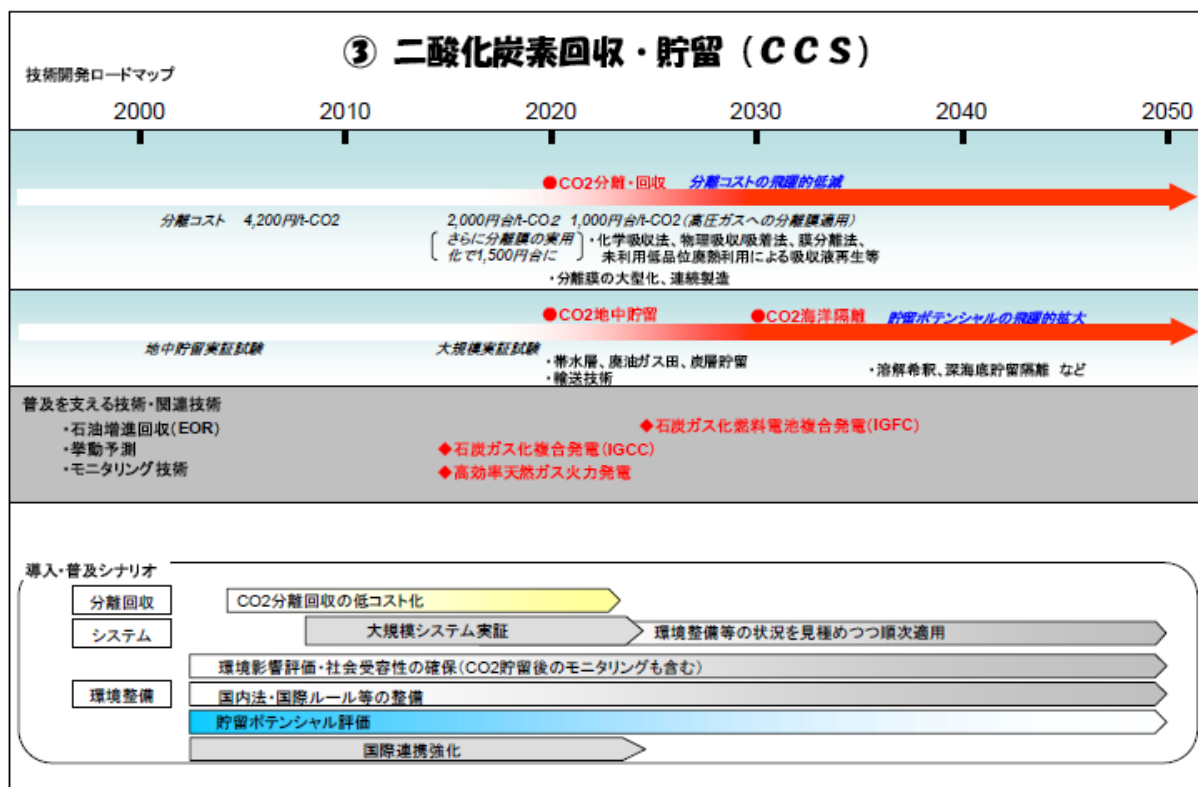 ③ 二酸化炭素回収・貯留（ＣＣＳ）
技術開発ロードマップ
2000 2010 2020 2030 2040 2050
●CO2分離・回収 分離コストの飛躍的低減
分離コスト 4,200円/t-CO2 2,000円台/t-CO2 1,000円台/t-CO2(高圧ガスへの分離膜適用)
さらに分離膜の実用
化で1,500円台に
・化学吸収法、物理吸収/吸着法、膜分離法、
未利用低品位廃熱利用による吸収液再生等
・分離膜の大型化、連続製造
●CO2地中貯留 ●CO2海洋隔離 貯留ポテンシャルの飛躍的拡大
地中貯留実証試験 大規模実証試験
・帯水層、廃油ガス田、炭層貯留
・輸送技術
・溶解希釈、深海底貯留隔離 など
普及を支える技術・関連技術
・石油増進回収(EOR)
・挙動予測
・モニタリング技術
◆石炭ガス化燃料電池複合発電(IGFC)
◆石炭ガス化複合発電(IGCC)
◆高効率天然ガス火力発電
導入・普及シナリオ
分離回収 CO2分離回収の低コスト化
システム 大規模システム実証 環境整備等の状況を見極めつつ順次適用
環境影響評価・社会受容性の確保(CO2貯留後のモニタリングも含む)
環境整備 国内法・国際ルール等の整備
貯留ポテンシャル評価
国際連携強化